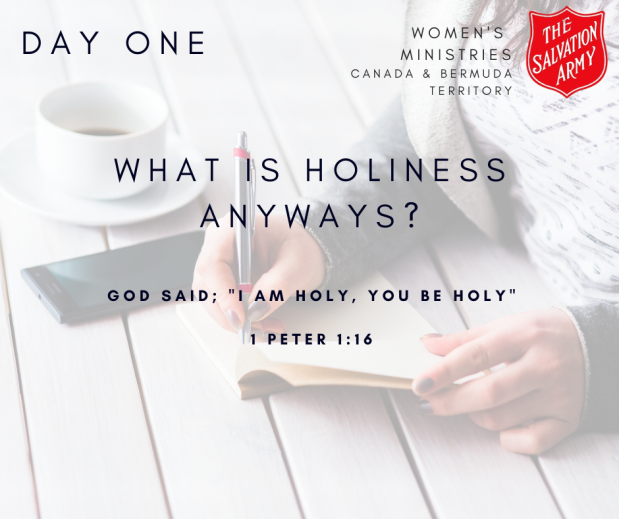 DAY ONE
WOMEN'S
MINISTRIES
CANADA & BERMUDA
TERRITORY
THE
SALVATION
ARMY
WHAT IS HOLINESS
ANYWAYS?
GOD SAID; "I AM HOLY, YOU BE HOLY"
1 PETER 1:16